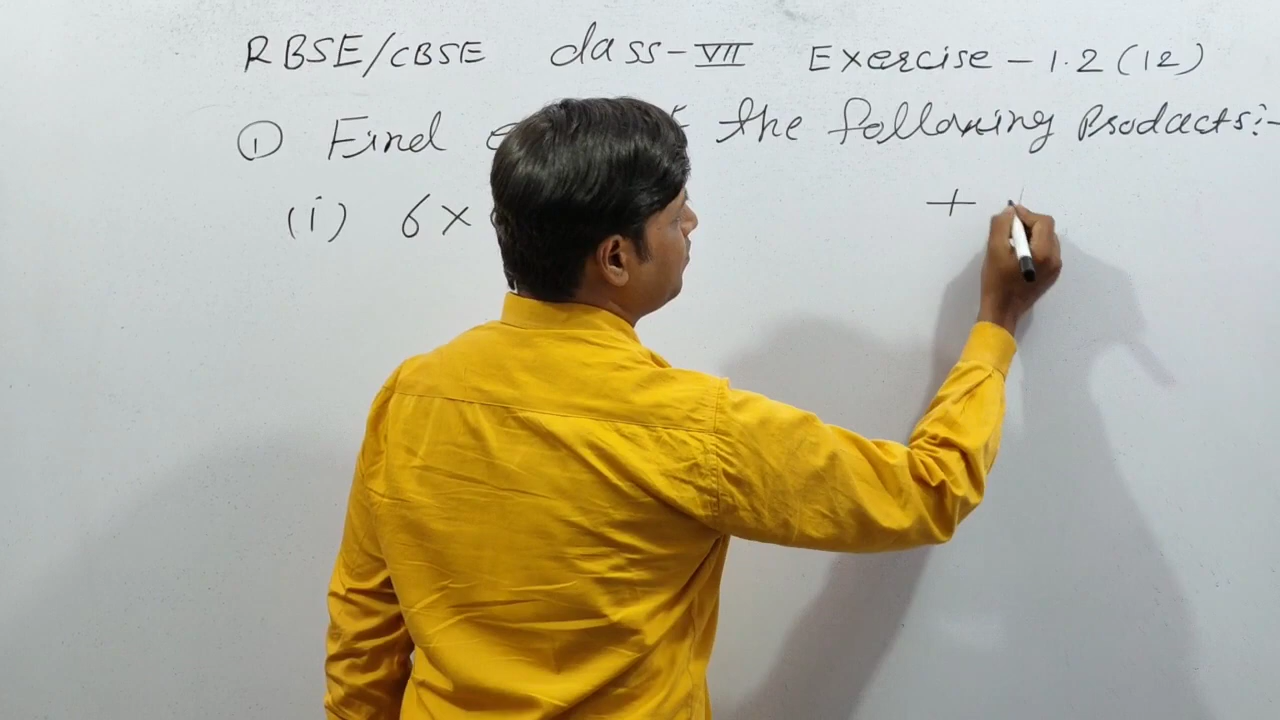 RBSE/CBSE class-VII Exercise - 1.2 (12)
① Find the following Products:-
(i) 6 × +